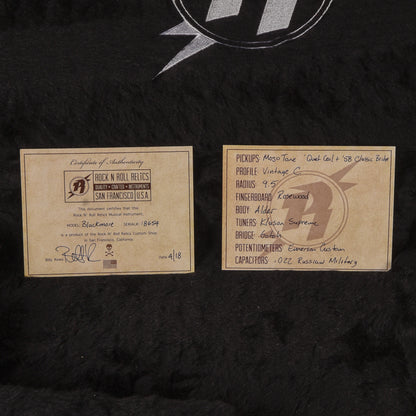 Certificate of Authenticity
ROCK N ROLL RELICS
QUALITY • CRAFTED • INSTRUMENTS
SAN FRANCISCO USA
This document certifies that this
Rock N' Roll Relics Musical Instrument,
MODEL Blackmore SERIAL 18654
is a product of the Rock N' Roll Relics Custom Shop
in San Francisco, California
Billy Rowe
Date 4/18
PICKUPS MojoTone Quiet Coil + '58 Classic Bridge
PROFILE Vintage C
RADIUS 9.5"
FINGERBOARD Rosewood
BODY Alder
TUNERS Kluson Supreme
BRIDGE Gotoh
POTENTIOMETERS Emerson Custom
CAPACITORS .022 Russian Military